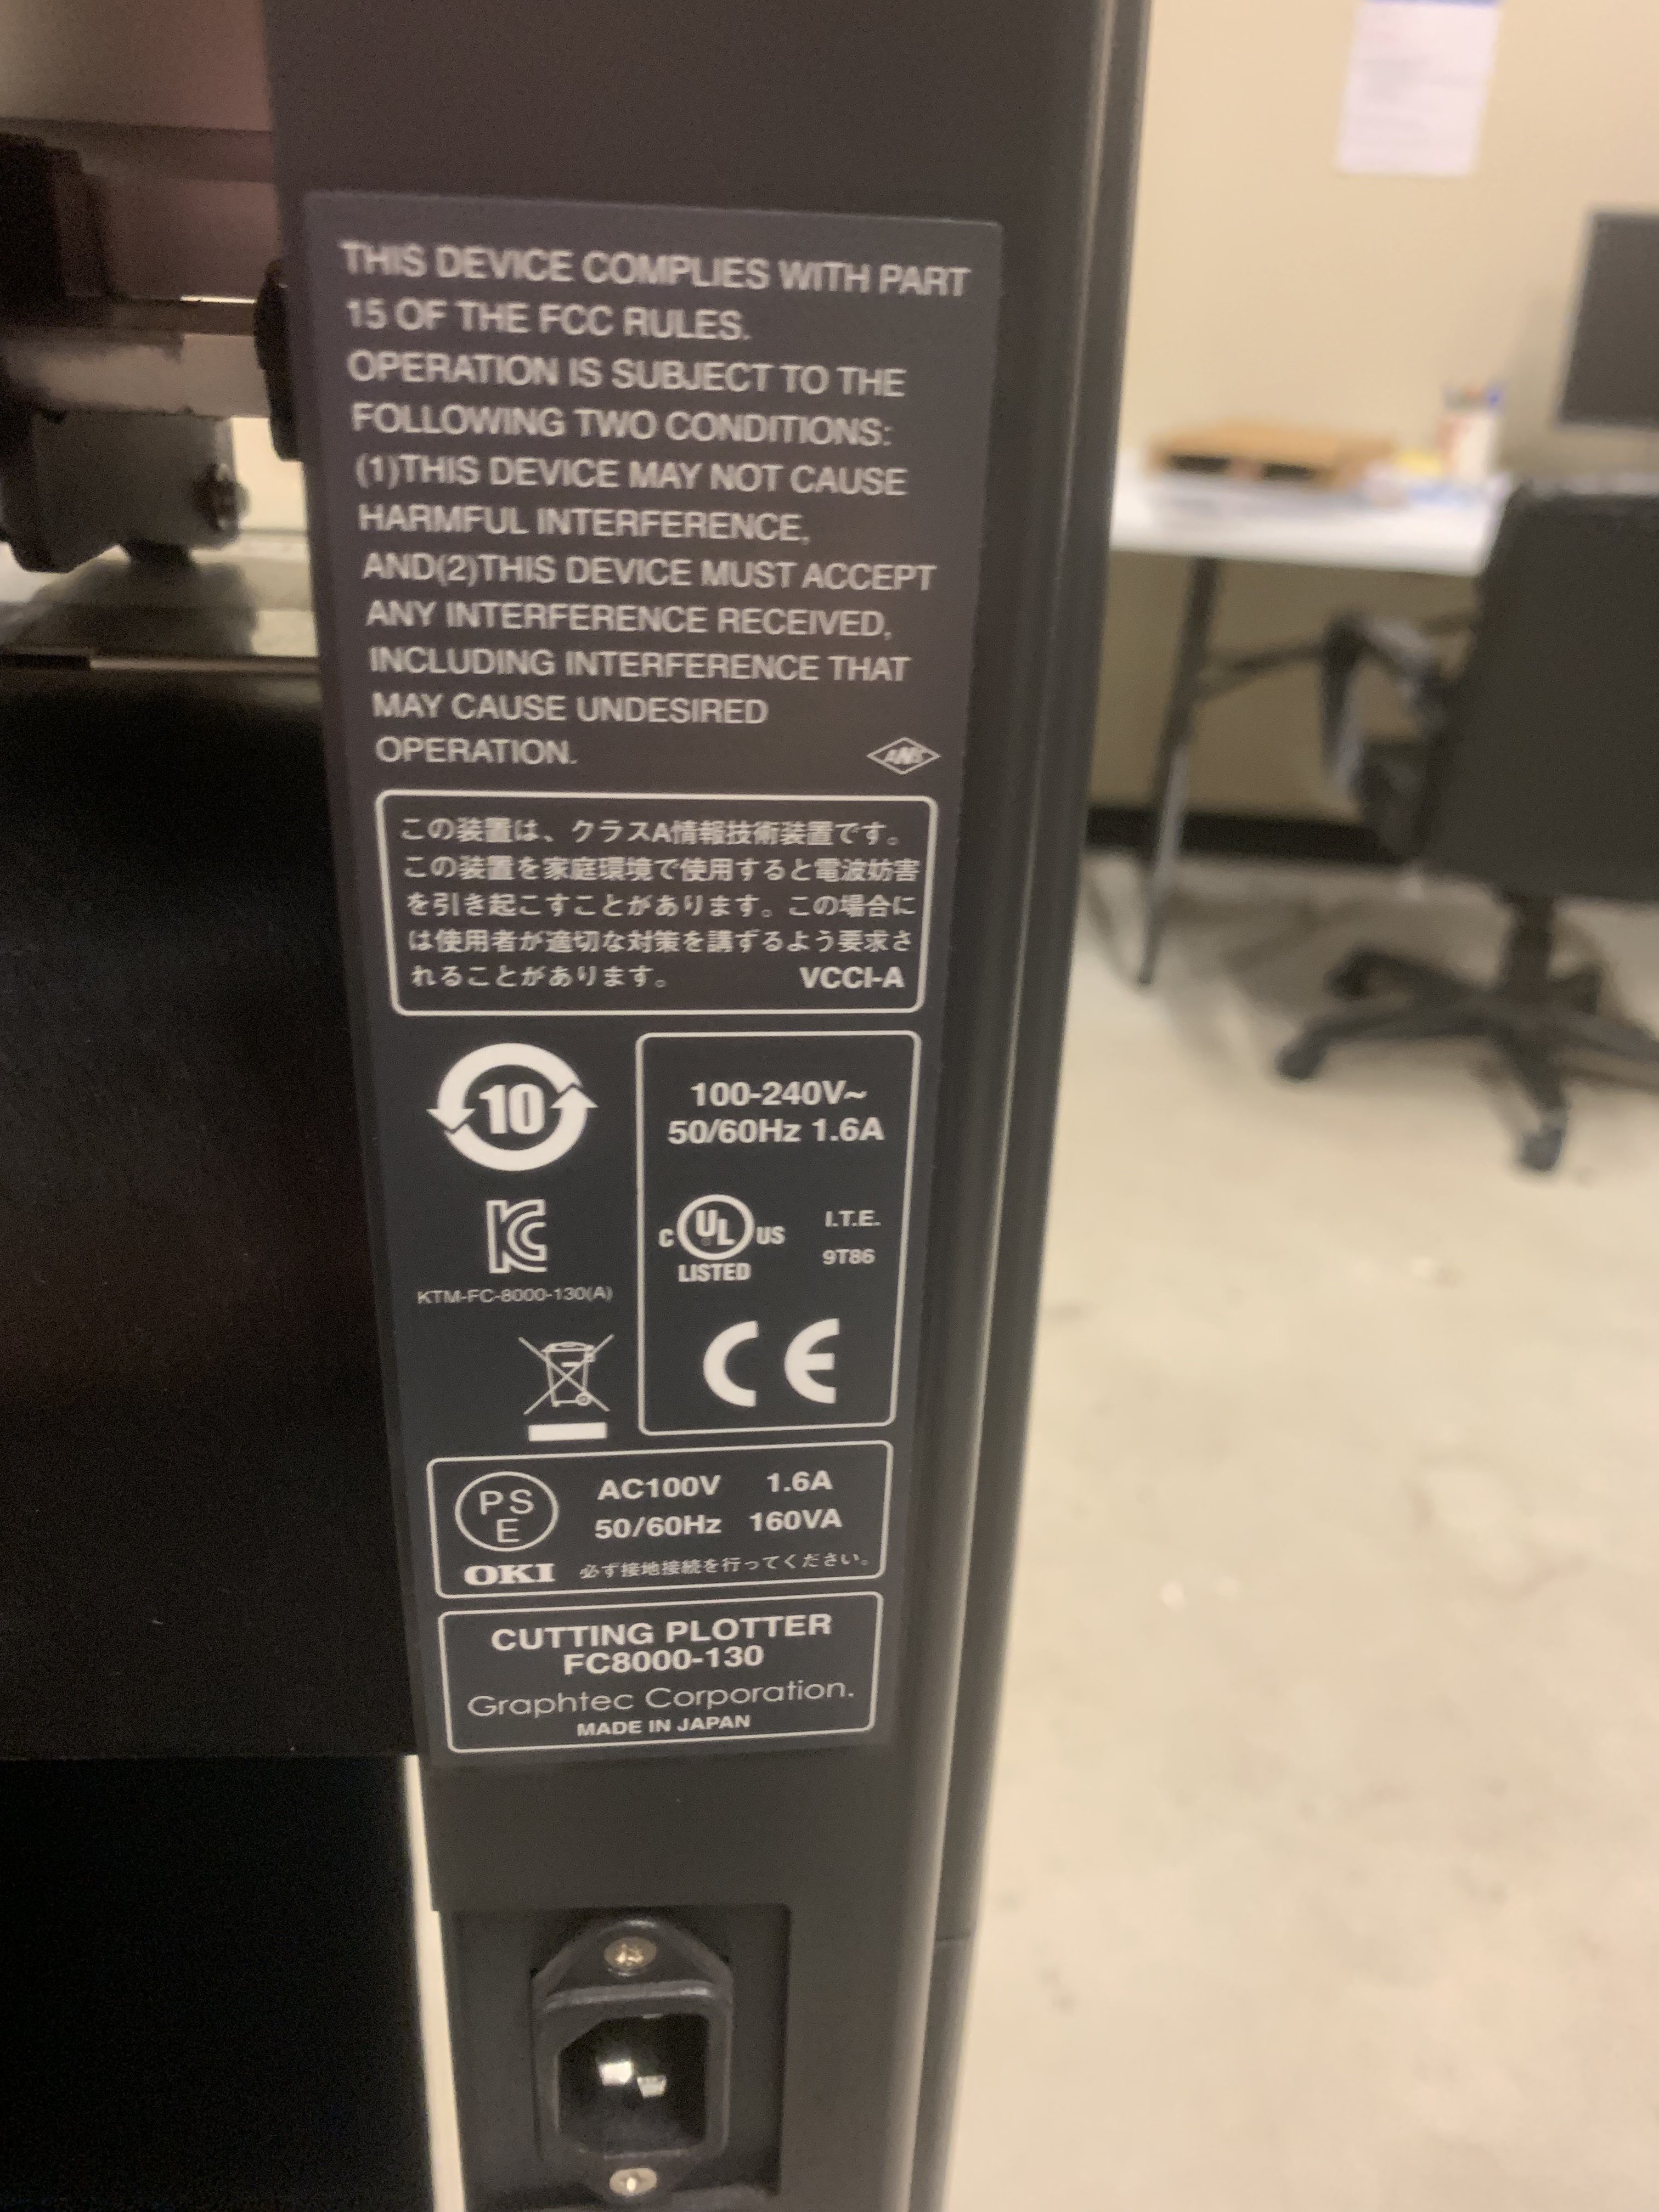 THIS DEVICE COMPLIES WITH PART
15 OF THE FCC RULES.
OPERATION IS SUBJECT TO THE
FOLLOWING TWO CONDITIONS:
(1)THIS DEVICE MAY NOT CAUSE
HARMFUL INTERFERENCE,
AND(2)THIS DEVICE MUST ACCEPT
ANY INTERFERENCE RECEIVED,
INCLUDING INTERFERENCE THAT
MAY CAUSE UNDESIRED
OPERATION.
この装置は、クラスA情報技術装置です。
この装置を家庭環境で使用すると電波妨害
を引き起こすことがあります。この場合に
は使用者が適切な対策を講ずるよう要求さ
れることがあります。 VCCI-A
10
KC
KTM-FC-8000-130(A)
100-240V~
50/60Hz 1.6A
C UL US I.T.E.
LISTED 9T86
CE
PS
E
AC100V 1.6A
50/60Hz 160VA
OKI 必ず接地接続を行ってください。
CUTTING PLOTTER
FC8000-130
Graphtec Corporation.
MADE IN JAPAN